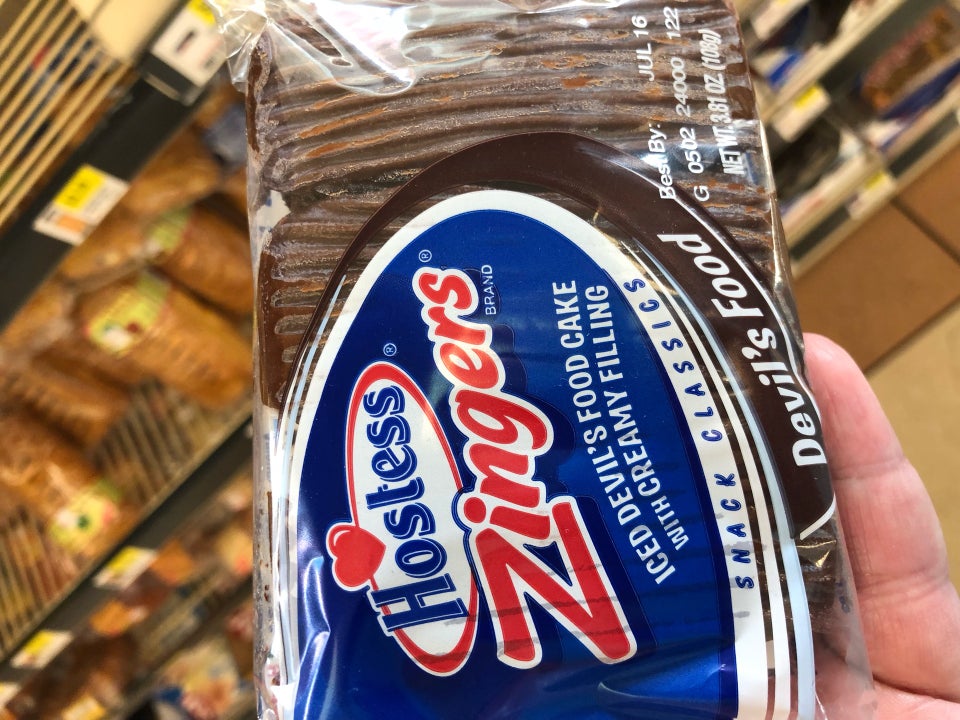 Best By: JUL 16
G 0502 24000 122
NET WT. 3.81 OZ (108g)
Devil's Food
Hostess®
Zingers®
BRAND
ICED DEVIL'S FOOD CAKE
WITH CREAMY FILLING
SNACK CLASSICS